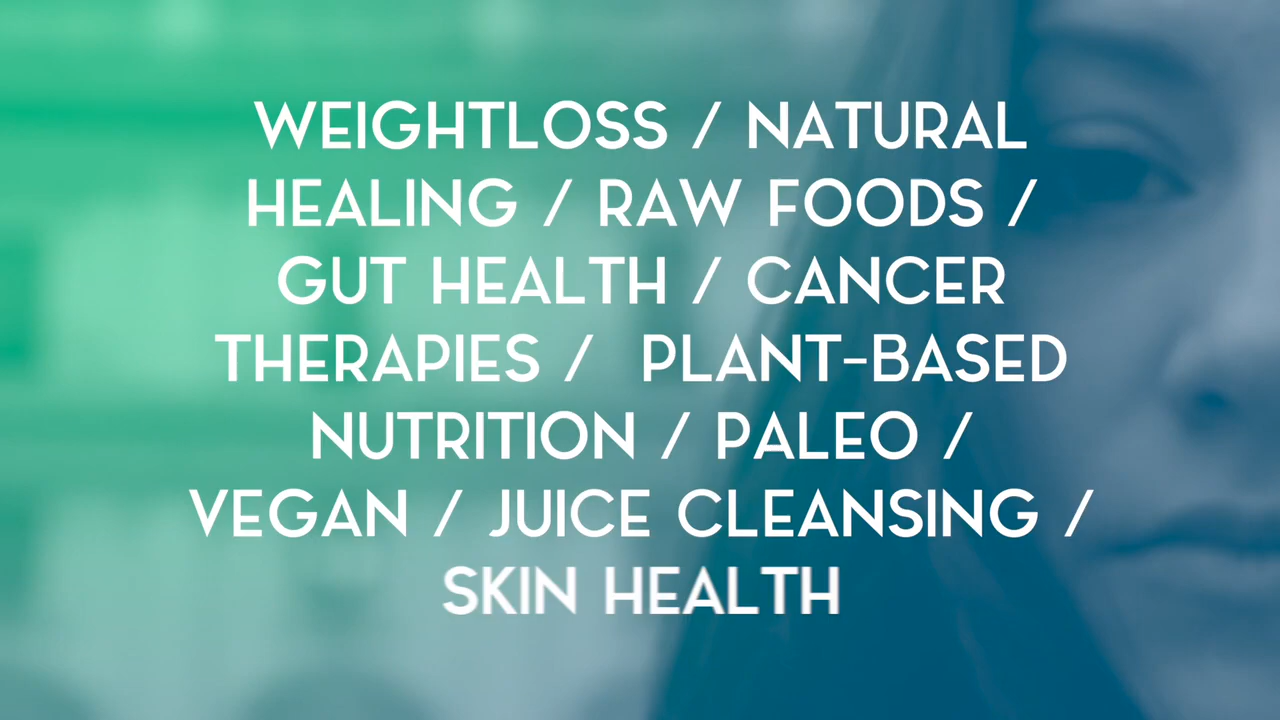 WEIGHTLOSS / NATURAL
HEALING / RAW FOODS /
GUT HEALTH / CANCER
THERAPIES / PLANT-BASED
NUTRITION / PALEO /
VEGAN / JUICE CLEANSING /
SKIN HEALTH